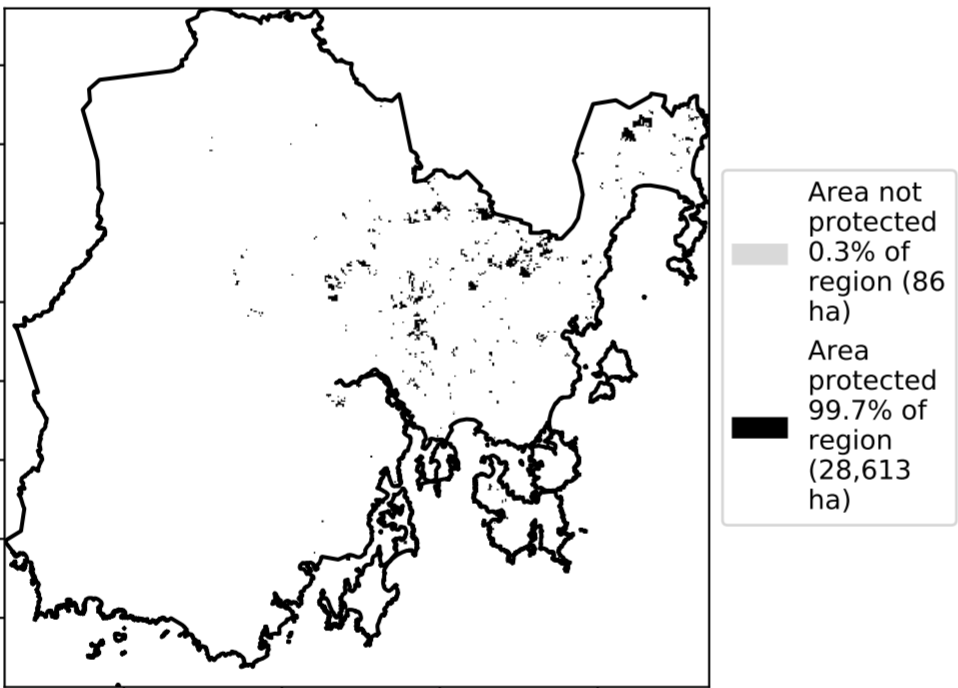 Area not
protected
0.3% of
region (86
ha)
Area
protected
99.7% of
region
(28,613
ha)